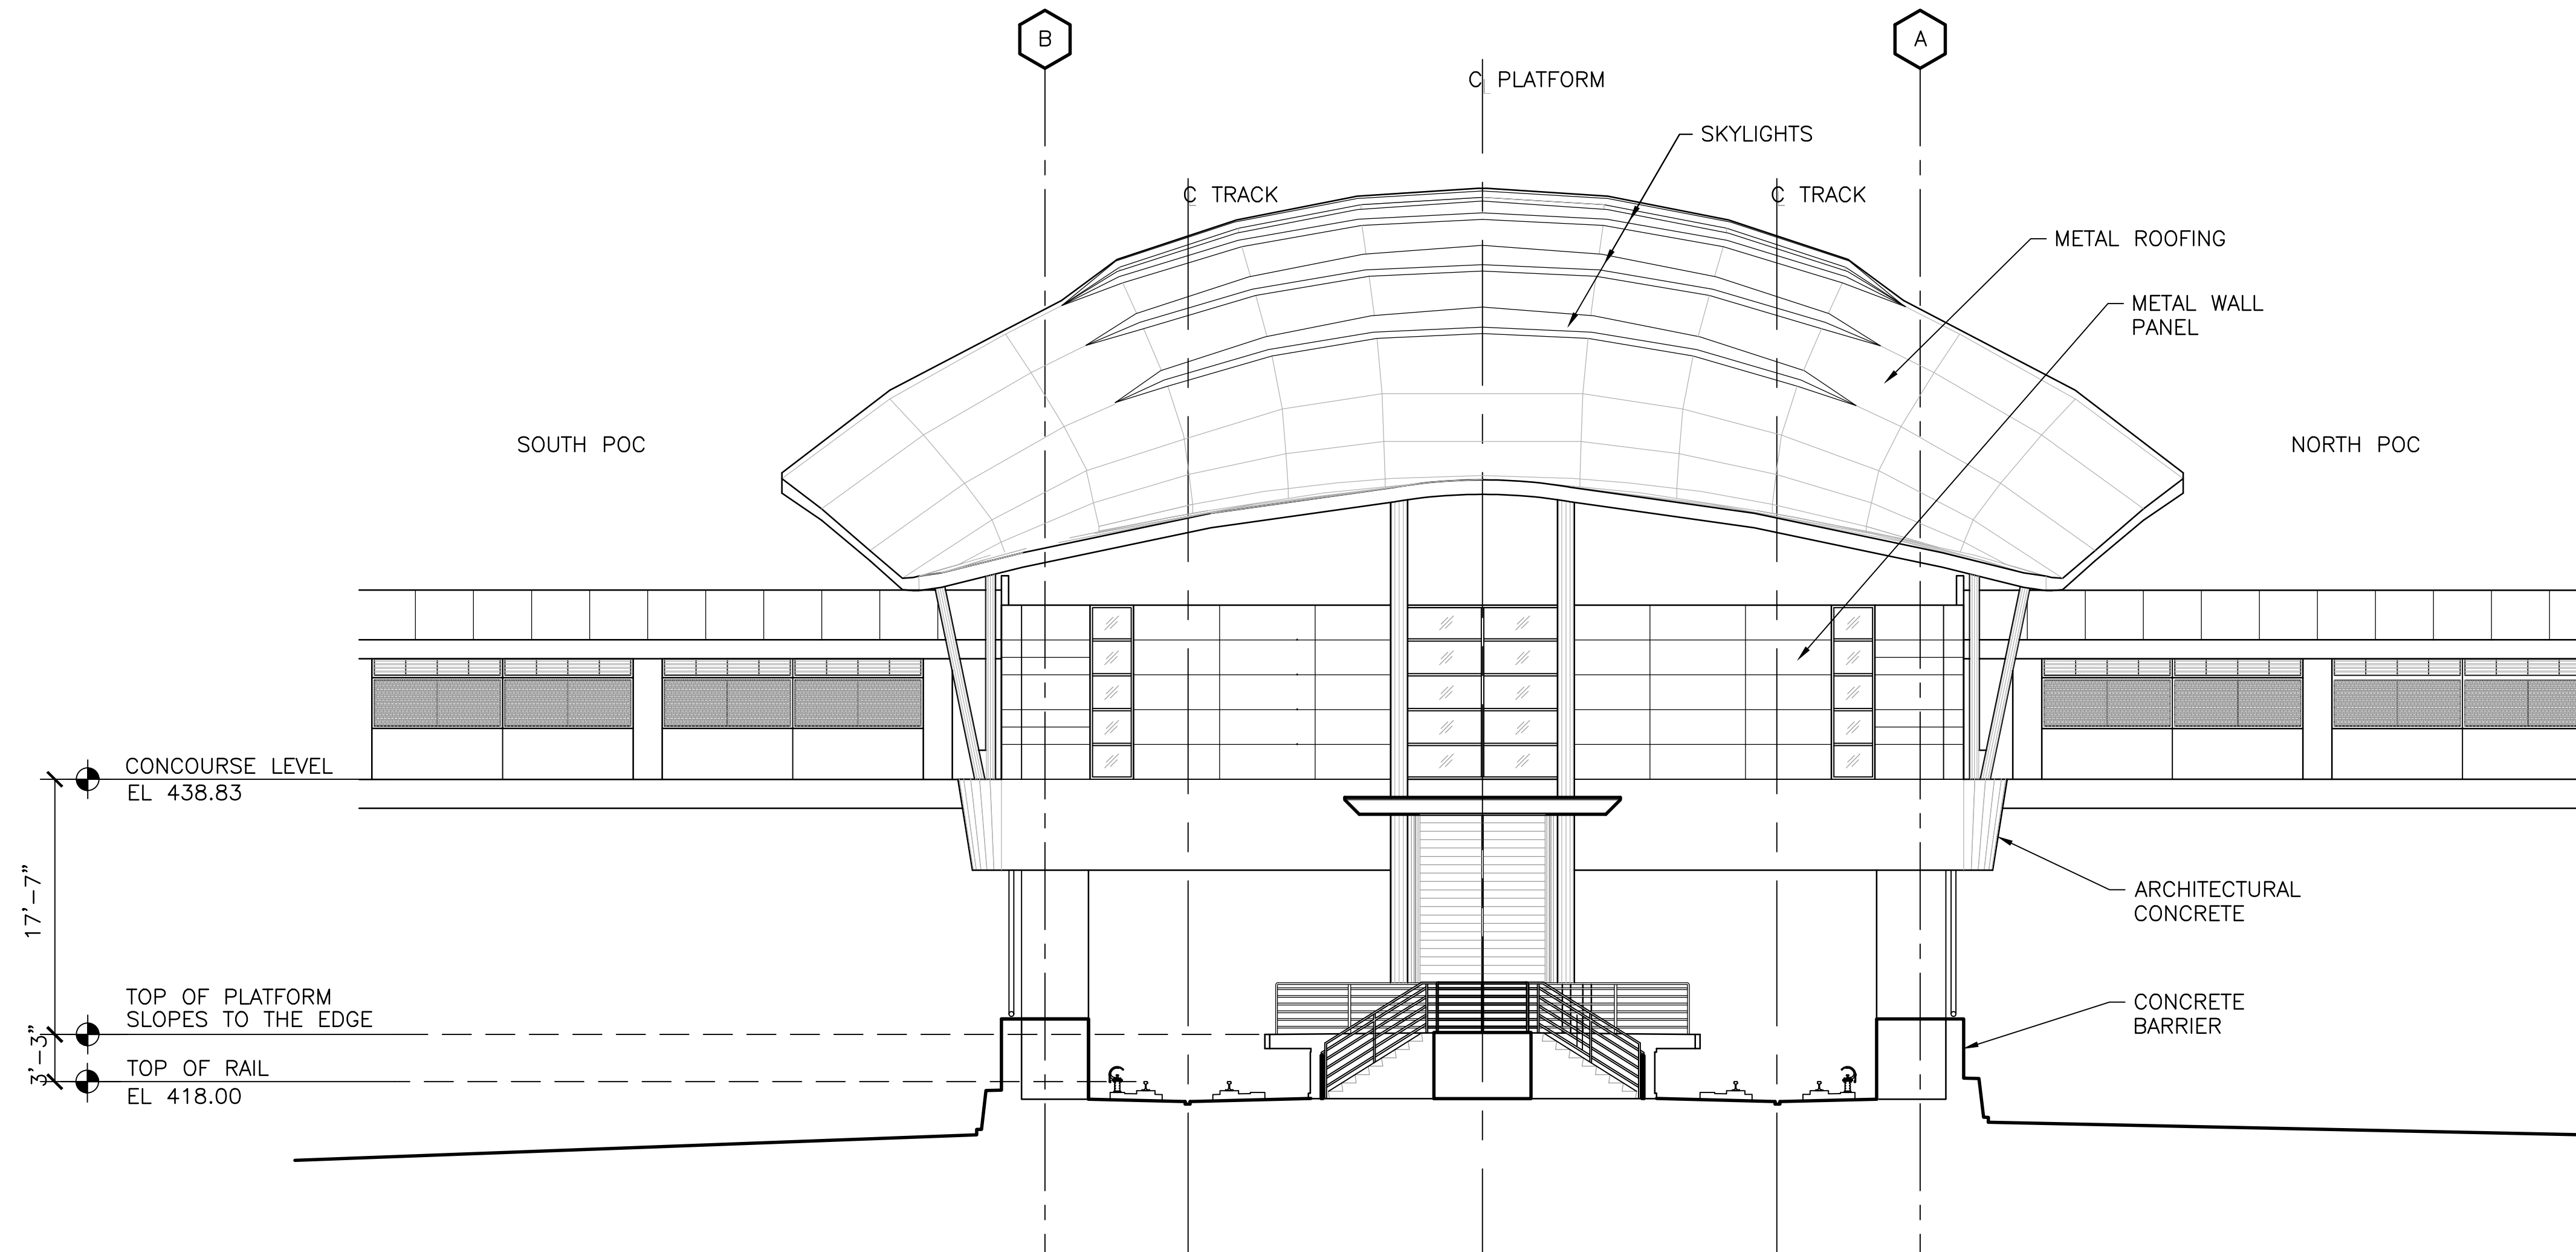 B
A
C PLATFORM
SKYLIGHTS
C TRACK
C TRACK
METAL ROOFING
METAL WALL
PANEL
SOUTH POC
NORTH POC
CONCOURSE LEVEL
EL 438.83
17'-7"
ARCHITECTURAL
CONCRETE
TOP OF PLATFORM
SLOPES TO THE EDGE
CONCRETE
BARRIER
3'-3"
TOP OF RAIL
EL 418.00